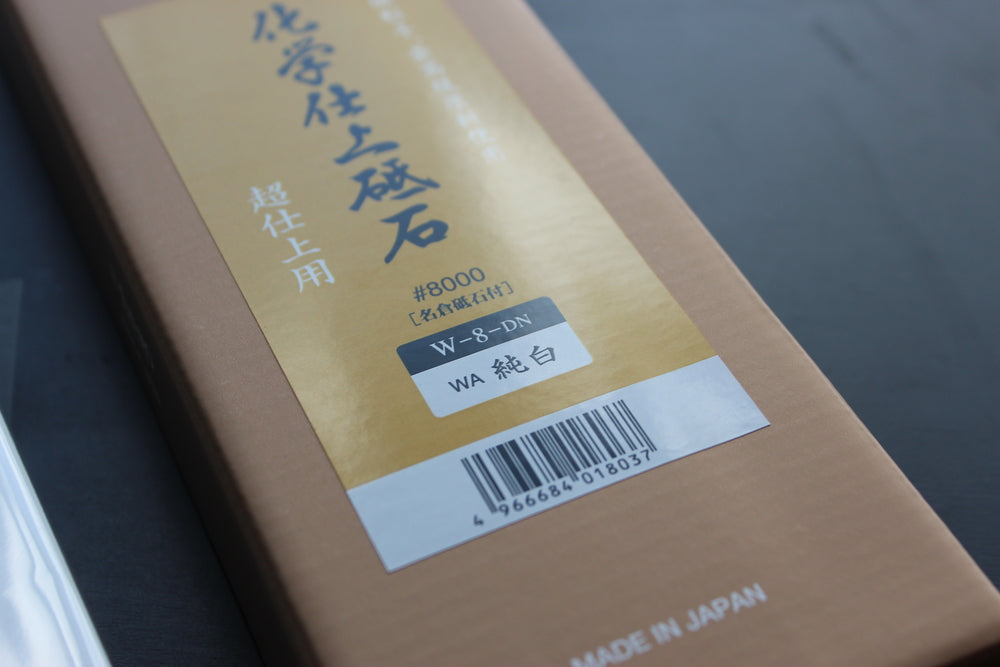 化学仕上砥石
超仕上用
#8000
[名倉砥石付]
W-8-DN
WA 純白
4 966684 018037
MADE IN JAPAN